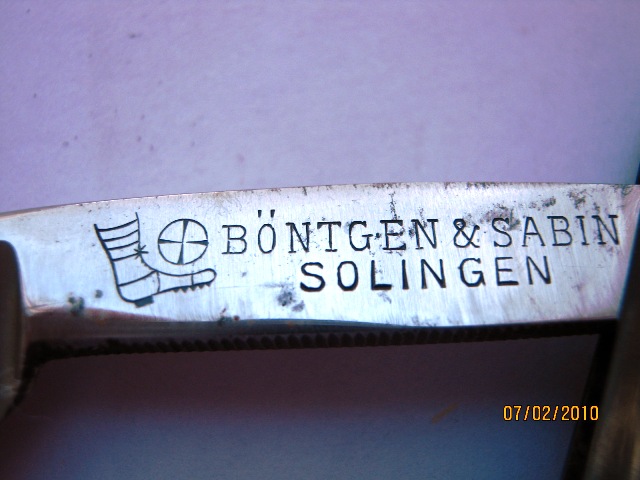 BÖNTGEN & SABIN
SOLINGEN
07/02/2010